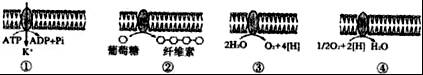 ATP ADP+Pi
K⁺
①
葡萄糖 纤维素
②
2H₂O O₂+4[H]
③
1/2O₂+2[H] H₂O
④